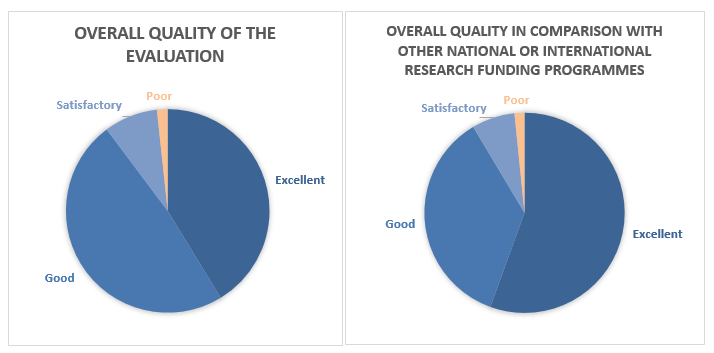 OVERALL QUALITY OF THE
EVALUATION
Poor
Satisfactory
Excellent
Good
OVERALL QUALITY IN COMPARISON WITH
OTHER NATIONAL OR INTERNATIONAL
RESEARCH FUNDING PROGRAMMES
Poor
Satisfactory
Good
Excellent